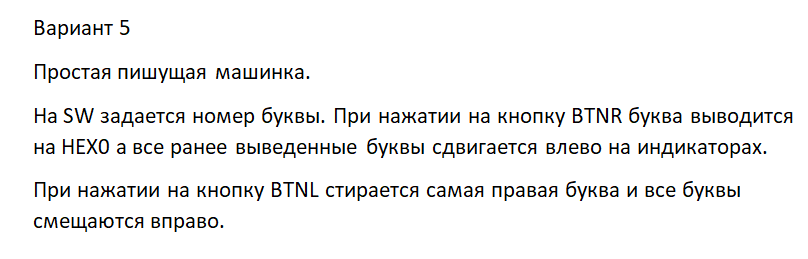 Вариант 5
Простая пишущая машинка.
На SW задается номер буквы. При нажатии на кнопку BTNR буква выводится
на HEX0 а все ранее выведенные буквы сдвигается влево на индикаторах.
При нажатии на кнопку BTNL стирается самая правая буква и все буквы
смещаются вправо.